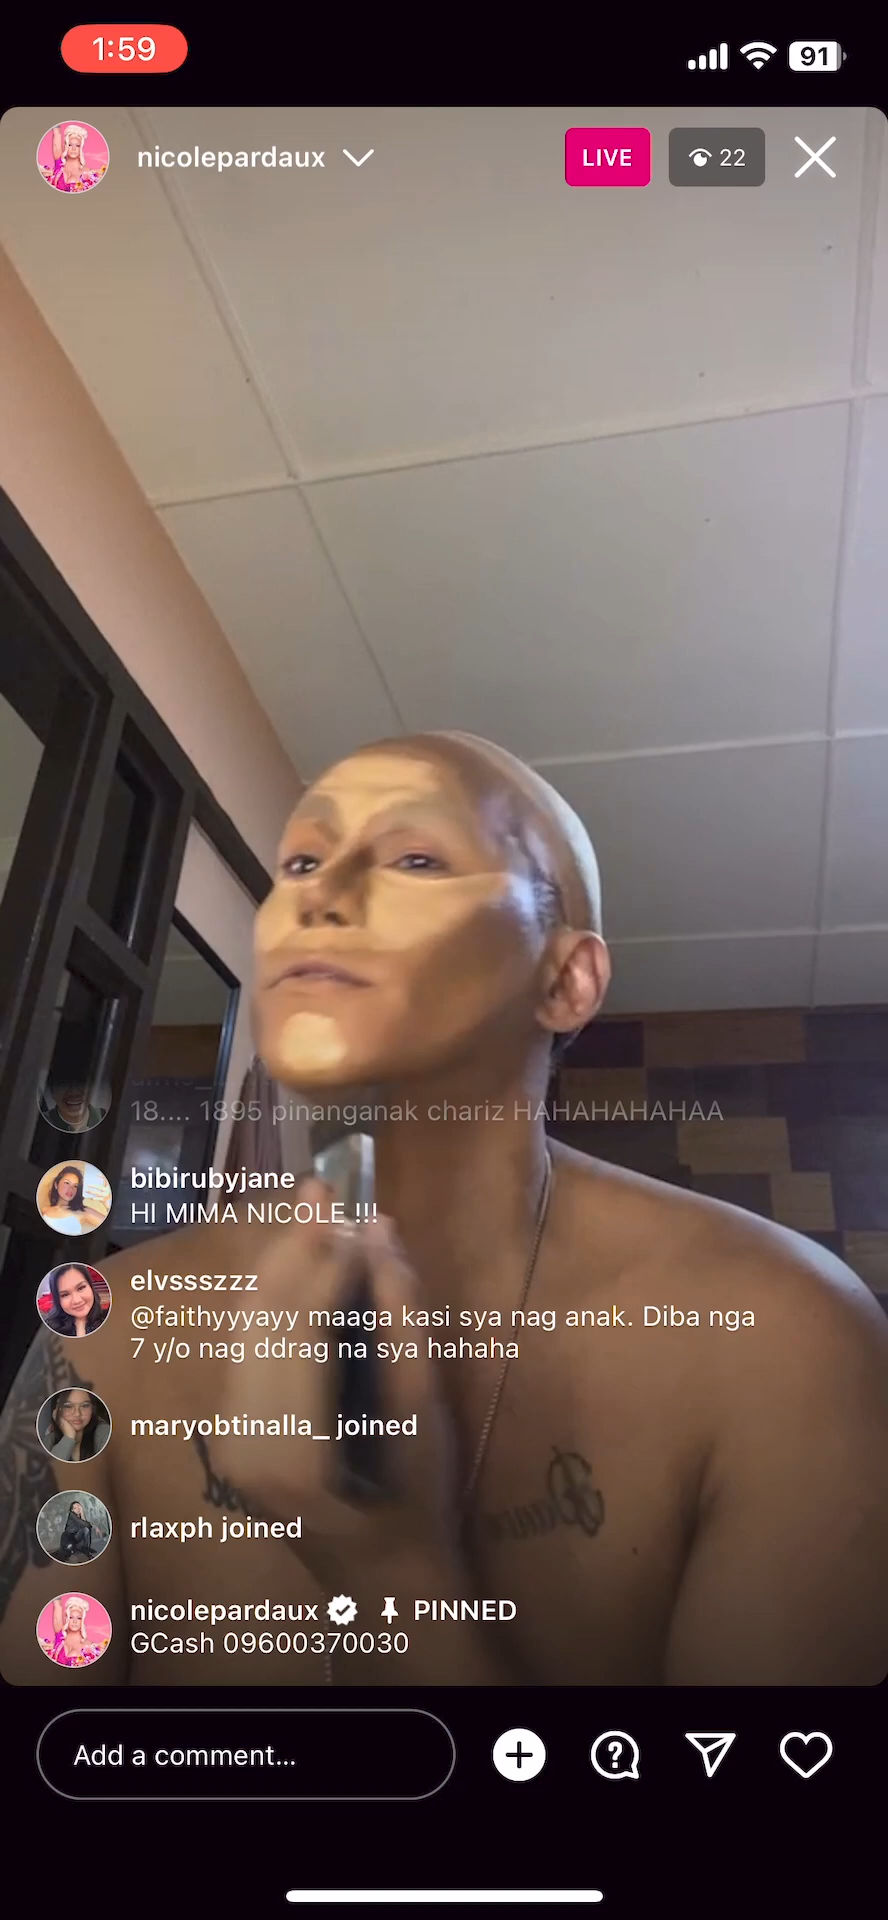 1:59
91
nicolepardaux
LIVE
22
18.... 1895 pinanganak chariz HAHAHAHAHAA
bibirubyjane
HI MIMA NICOLE !!!
elvssszzz
@faithyyyayy maaga kasi sya nag anak. Diba nga
7 y/o nag ddrag na sya hahaha
maryobtinalla_ joined
rlaxph joined
nicolepardaux PINNED
GCash 09600370030
Add a comment...